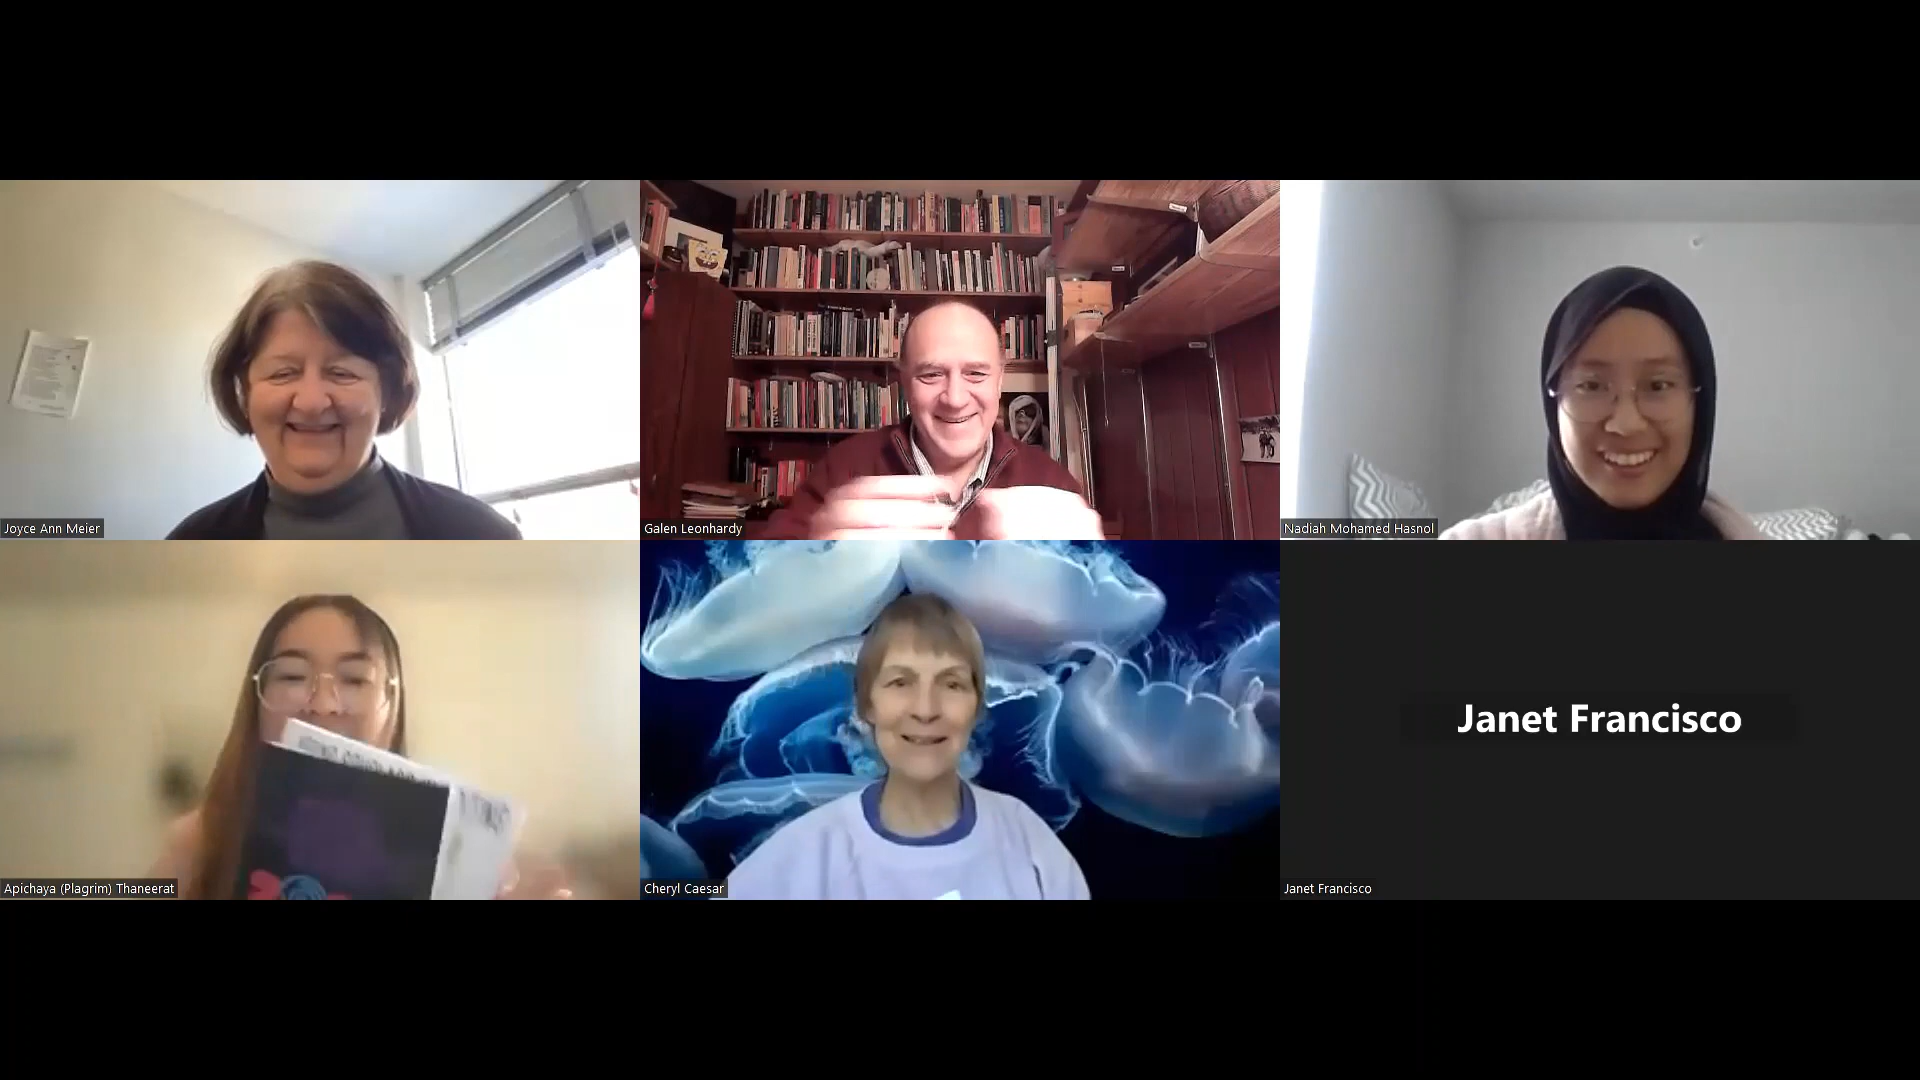 Joyce Ann Meier
Galen Leonhardy
Nadiah Mohamed Hasnol
Apichaya (Plagrim) Thaneerat
Cheryl Caesar
Janet Francisco
Janet Francisco